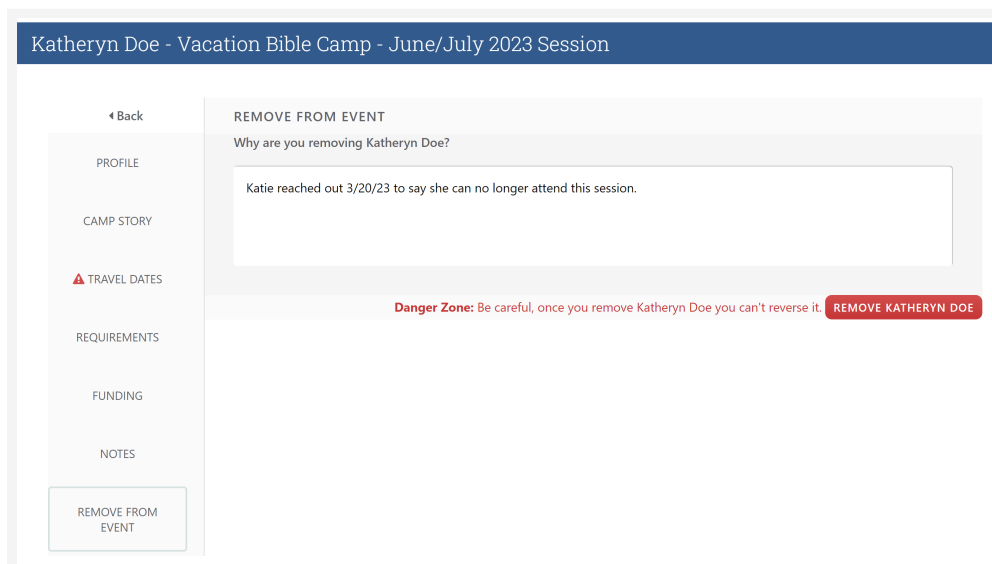 Katheryn Doe - Vacation Bible Camp - June/July 2023 Session
Back
PROFILE
CAMP STORY
TRAVEL DATES
REQUIREMENTS
FUNDING
NOTES
REMOVE FROM
EVENT
REMOVE FROM EVENT
Why are you removing Katheryn Doe?
Katie reached out 3/20/23 to say she can no longer attend this session.
Danger Zone: Be careful, once you remove Katheryn Doe you can't reverse it. REMOVE KATHERYN DOE